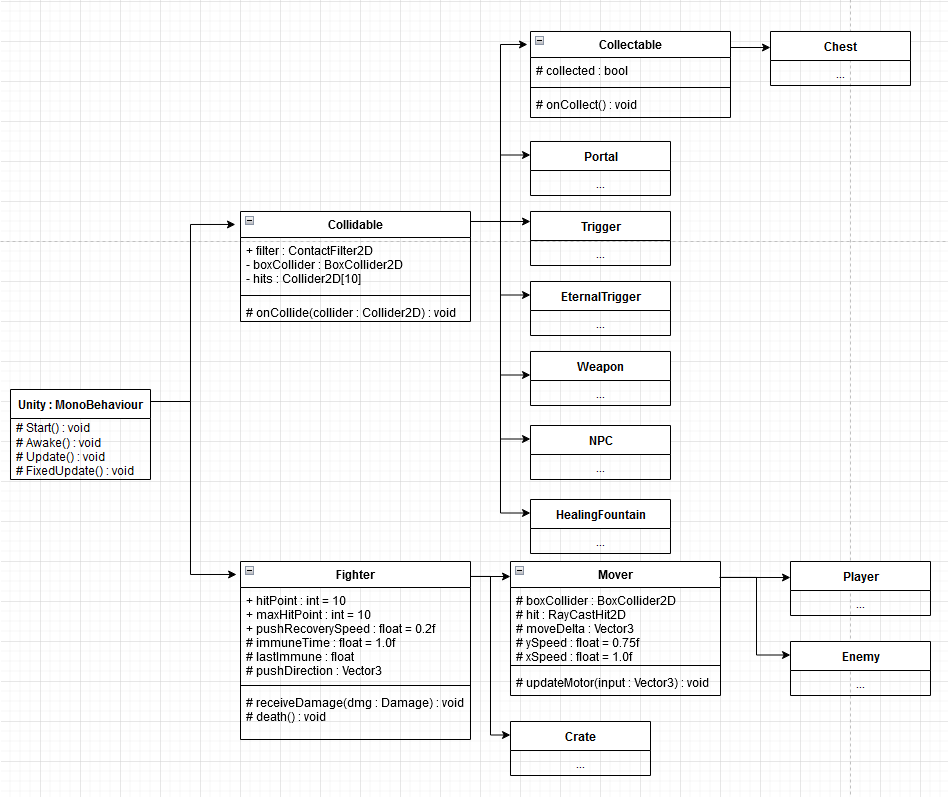 Collectable
# collected : bool
# onCollect() : void
Chest
...
Portal
...
Trigger
...
EternalTrigger
...
Weapon
...
NPC
...
HealingFountain
...
Collidable
+ filter : ContactFilter2D
- boxCollider : BoxCollider2D
- hits : Collider2D[10]
# onCollide(collider : Collider2D) : void
Unity : MonoBehaviour
# Start() : void
# Awake() : void
# Update() : void
# FixedUpdate() : void
Fighter
+ hitPoint : int = 10
+ maxHitPoint : int = 10
+ pushRecoverySpeed : float = 0.2f
# immuneTime : float = 1.0f
# lastImmune : float
# pushDirection : Vector3
# receiveDamage(dmg : Damage) : void
# death() : void
Mover
# boxCollider : BoxCollider2D
# hit : RayCastHit2D
# moveDelta : Vector3
# ySpeed : float = 0.75f
# xSpeed : float = 1.0f
# updateMotor(input : Vector3) : void
Player
...
Enemy
...
Crate
...